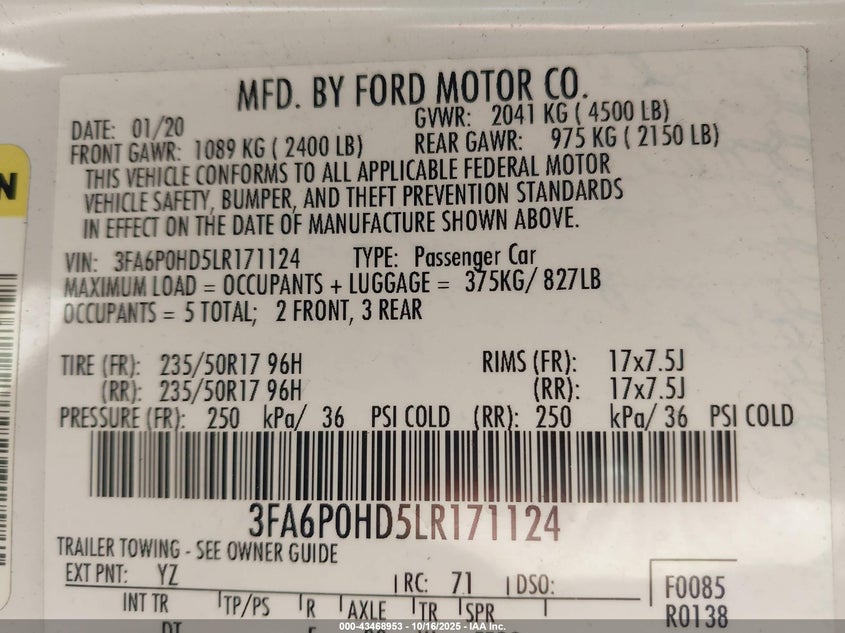 MFD. BY FORD MOTOR CO.
DATE: 01/20 GVWR: 2041 KG ( 4500 LB)
FRONT GAWR: 1089 KG ( 2400 LB) REAR GAWR: 975 KG ( 2150 LB)
THIS VEHICLE CONFORMS TO ALL APPLICABLE FEDERAL MOTOR
VEHICLE SAFETY, BUMPER, AND THEFT PREVENTION STANDARDS
IN EFFECT ON THE DATE OF MANUFACTURE SHOWN ABOVE.
VIN: 3FA6P0HD5LR171124 TYPE: Passenger Car
MAXIMUM LOAD = OCCUPANTS + LUGGAGE = 375KG/ 827LB
OCCUPANTS = 5 TOTAL; 2 FRONT, 3 REAR
TIRE (FR): 235/50R17 96H RIMS (FR): 17x7.5J
(RR): 235/50R17 96H (RR): 17x7.5J
PRESSURE (FR): 250 kPa/ 36 PSI COLD (RR): 250 kPa/ 36 PSI COLD
3FA6P0HD5LR171124
TRAILER TOWING - SEE OWNER GUIDE
EXT PNT: YZ RC: 71 DSO: F0085
INT TR TP/PS R AXLE TR SPR R0138
000-43468953 - 10/16/2025 - IAA Inc.